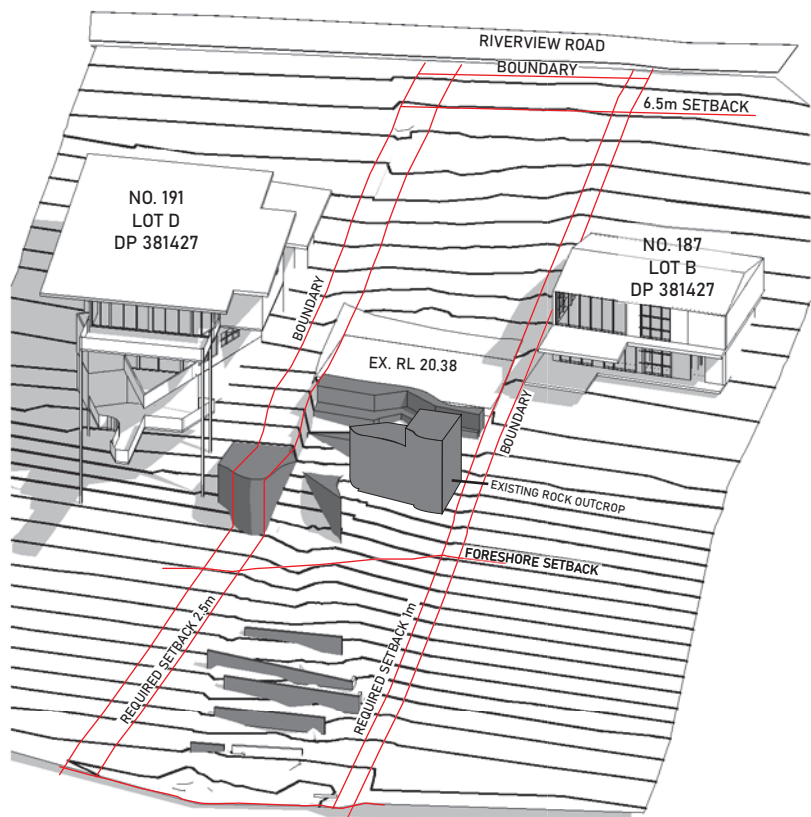 RIVERVIEW ROAD
BOUNDARY
6.5m SETBACK
NO. 191
LOT D
DP 381427
NO. 187
LOT B
DP 381427
BOUNDARY
EX. RL 20.38
BOUNDARY
EXISTING ROCK OUTCROP
FORESHORE SETBACK
REQUIRED SETBACK 2.5m
REQUIRED SETBACK 1m